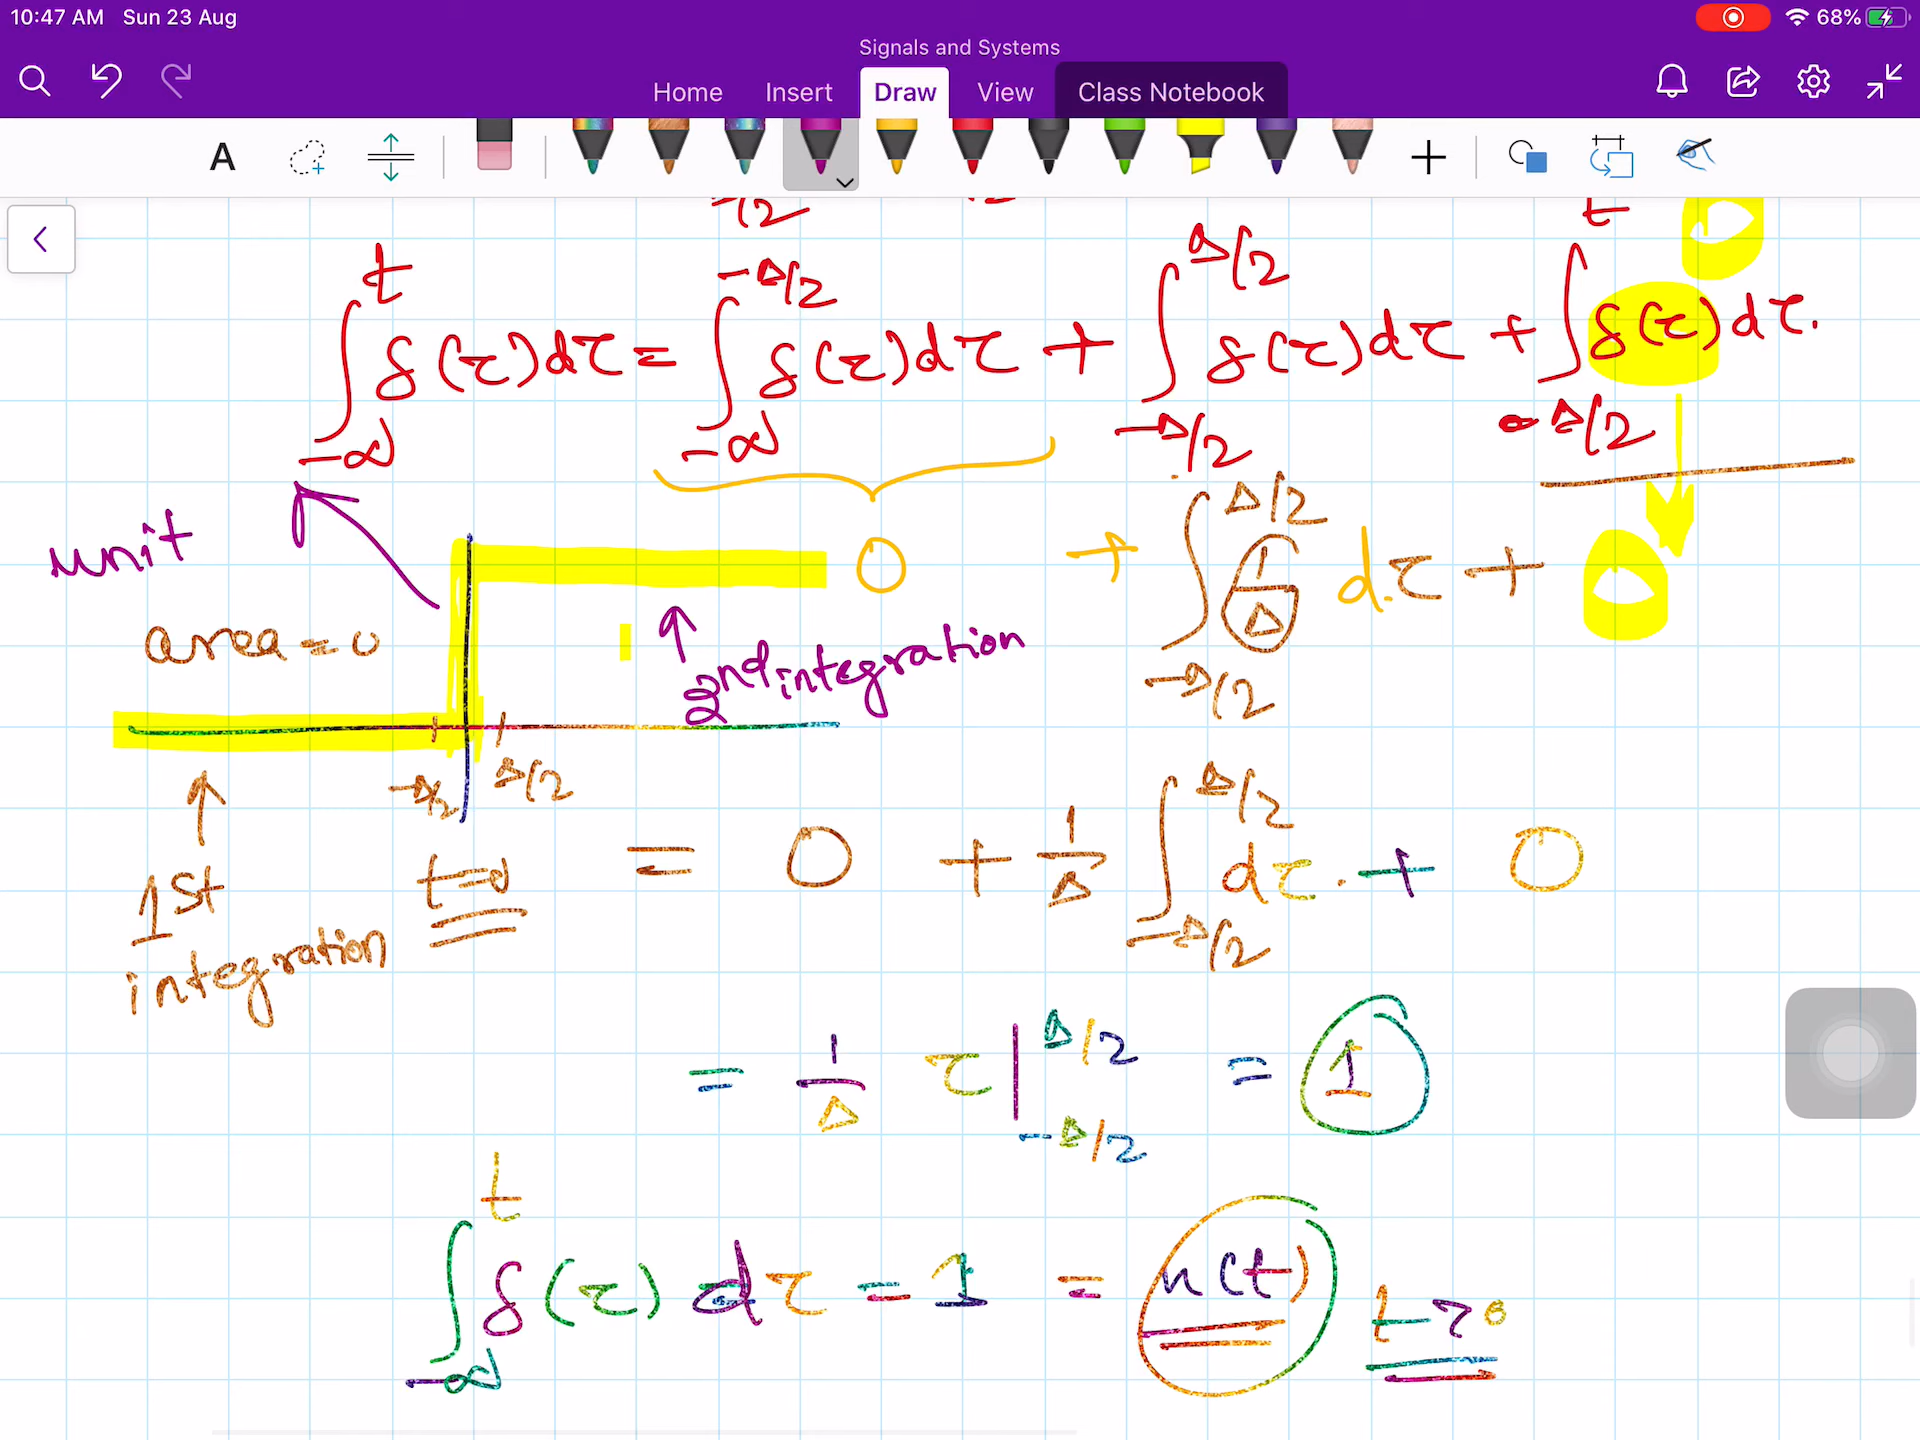 10:47 AM Sun 23 Aug
68%
Signals and Systems
Home Insert Draw View Class Notebook
A
-/2 t
∫_{-∞}^{t} δ(τ)dτ = ∫_{-∞}^{-Δ/2} δ(τ)dτ + ∫_{-Δ/2}^{Δ/2} δ(τ)dτ + ∫_{Δ/2}^{t} δ(τ)dτ.
unit
0 + ∫_{-Δ/2}^{Δ/2} 1/Δ dτ + 0
area = 0
1
2nd integration
-Δ/2 Δ/2
t=0
1st
integration
= 0 + 1/Δ ∫_{-Δ/2}^{Δ/2} dτ. + 0
= 1/Δ τ |_{-Δ/2}^{Δ/2} = 1
∫_{-∞}^{t} δ(τ) dτ = 1 = u(t) t>0